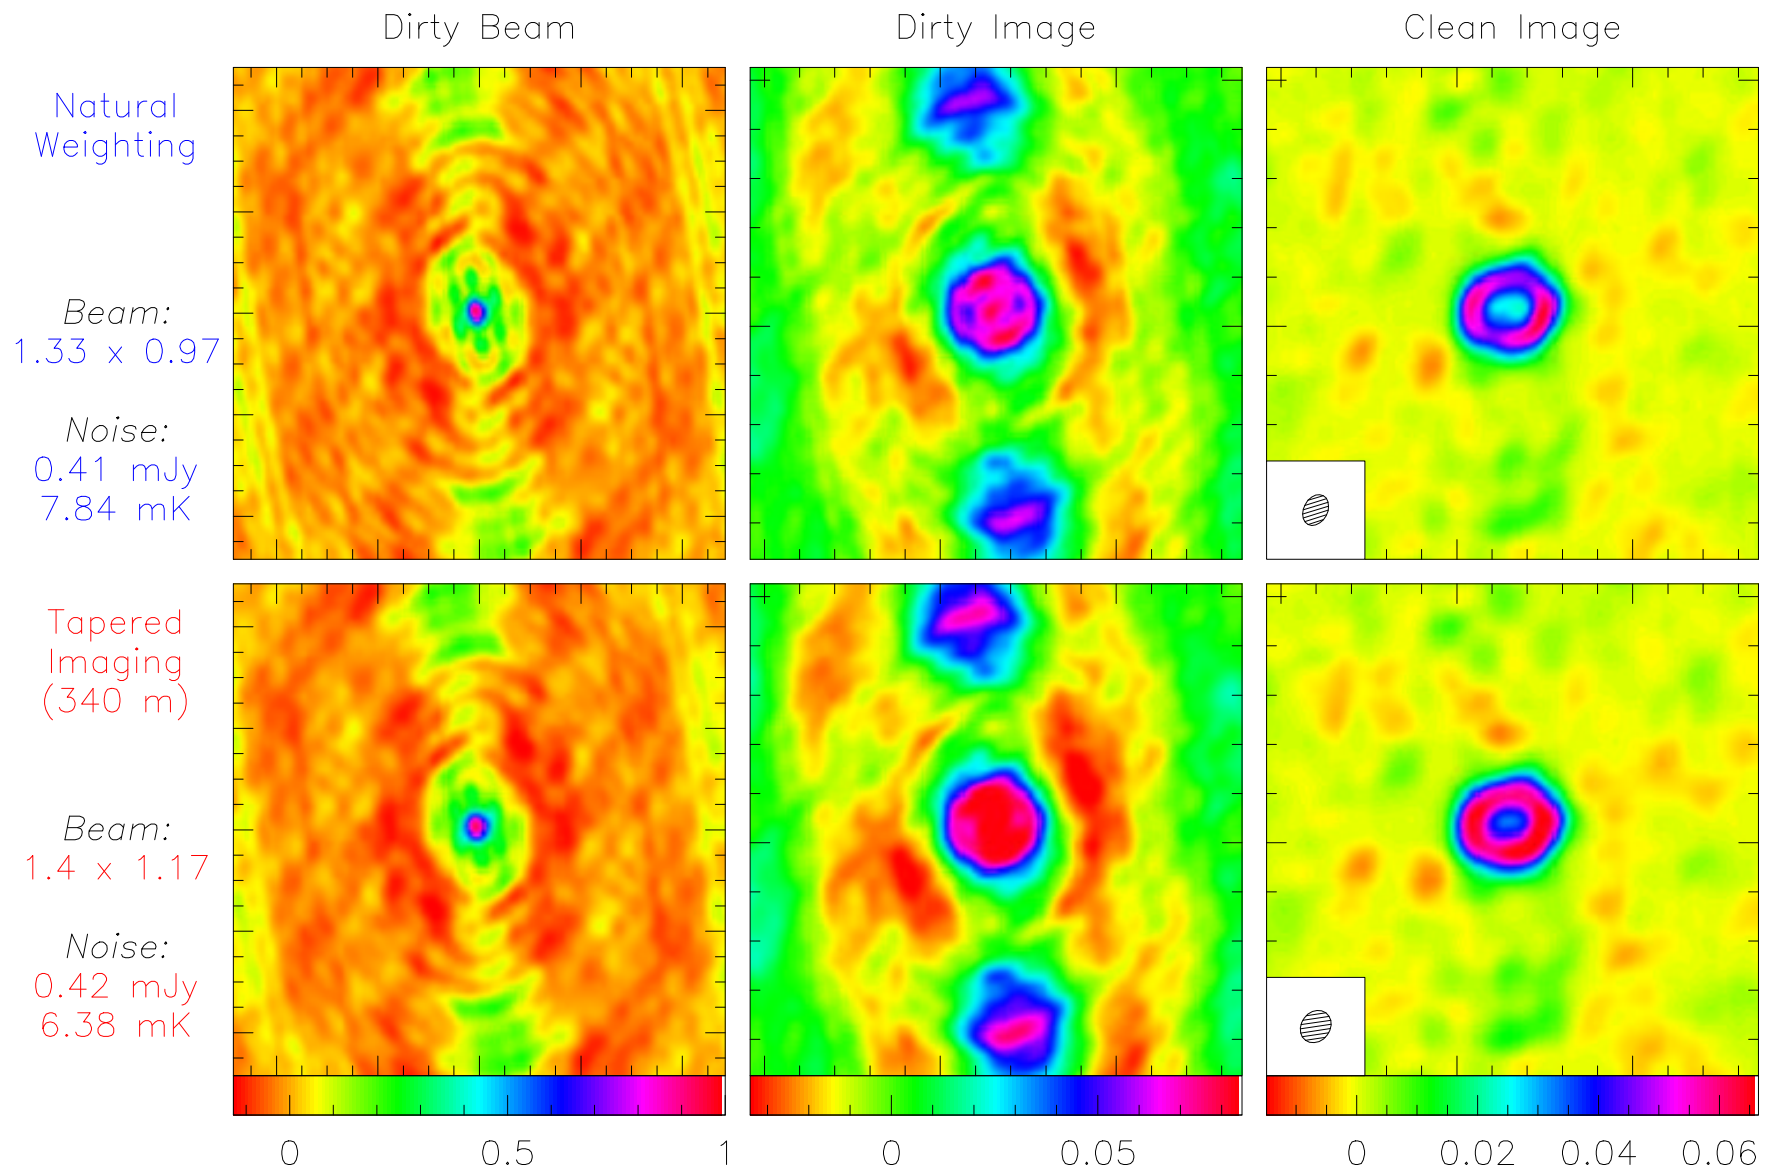 Dirty Beam
Dirty Image
Clean Image
Natural
Weighting
Beam:
1.33 x 0.97
Noise:
0.41 mJy
7.84 mK
Tapered
Imaging
(340 m)
Beam:
1.4 x 1.17
Noise:
0.42 mJy
6.38 mK
0 0.5 1
0 0.05
0 0.02 0.04 0.06